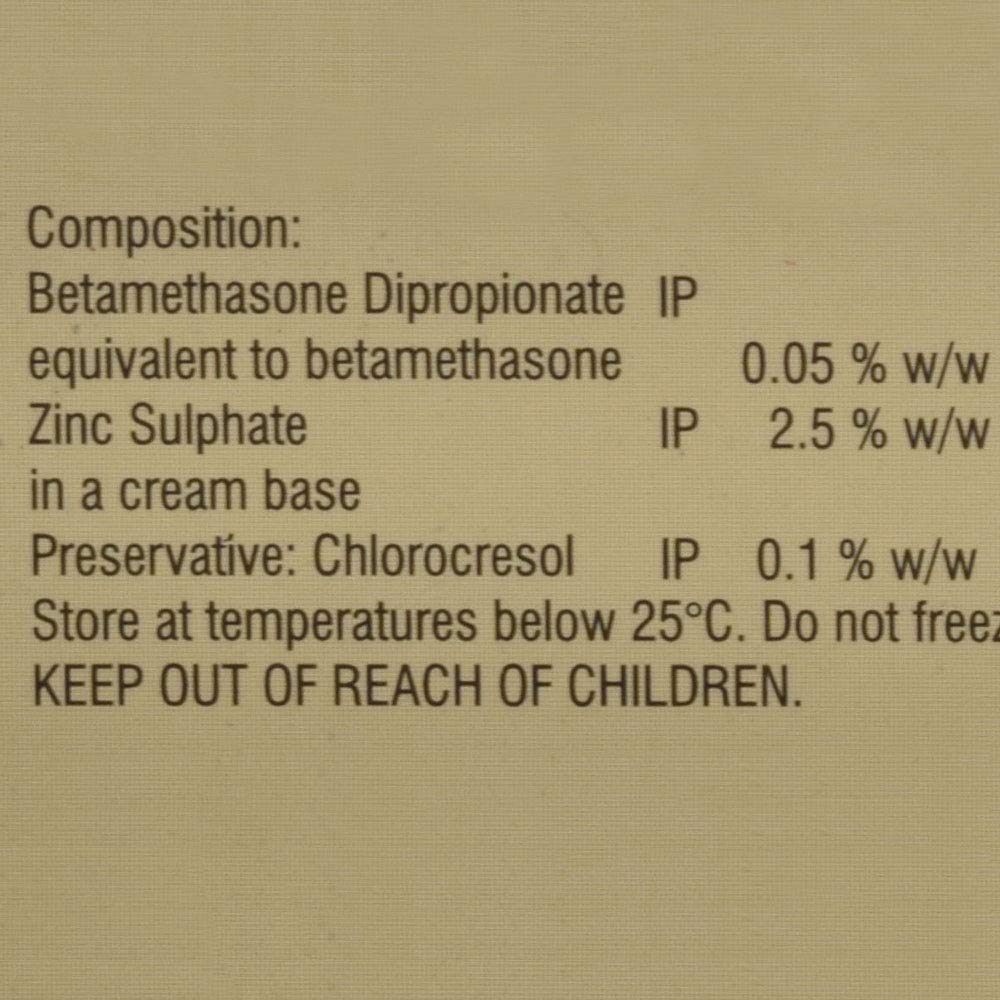 Composition:
Betamethasone Dipropionate IP
equivalent to betamethasone 0.05 % w/w
Zinc Sulphate IP 2.5 % w/w
in a cream base
Preservative: Chlorocresol IP 0.1 % w/w
Store at temperatures below 25°C. Do not
KEEP OUT OF REACH OF CHILDREN.